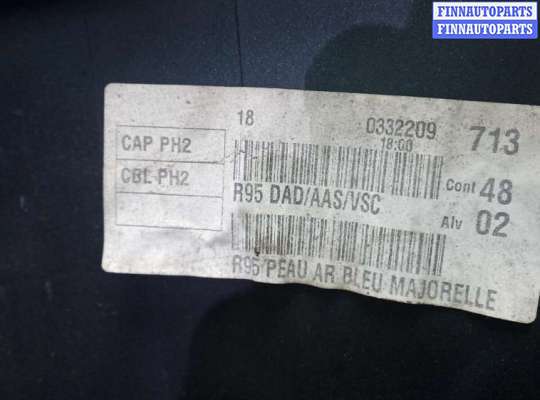 FINNAUTOPARTS
FINNAUTOPARTS
18 0332209 713
18:00
CAP PH2
CBL PH2
R95 DAD/AAS/VSC
Cont 48
Alv 02
R95 PEAU AR BLEU MAJORELLE